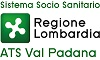 Sistema Socio Sanitario
Regione
Lombardia
ATS Val Padana